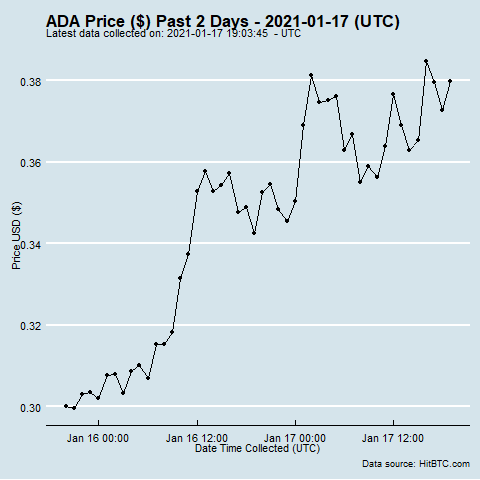 ADA Price ($) Past 2 Days - 2021-01-17 (UTC)
Latest data collected on: 2021-01-17 19:03:45 - UTC
Price USD ($)
0.38
0.36
0.34
0.32
0.30
Jan 16 00:00 Jan 16 12:00 Jan 17 00:00 Jan 17 12:00
Date Time Collected (UTC)
Data source: HitBTC.com